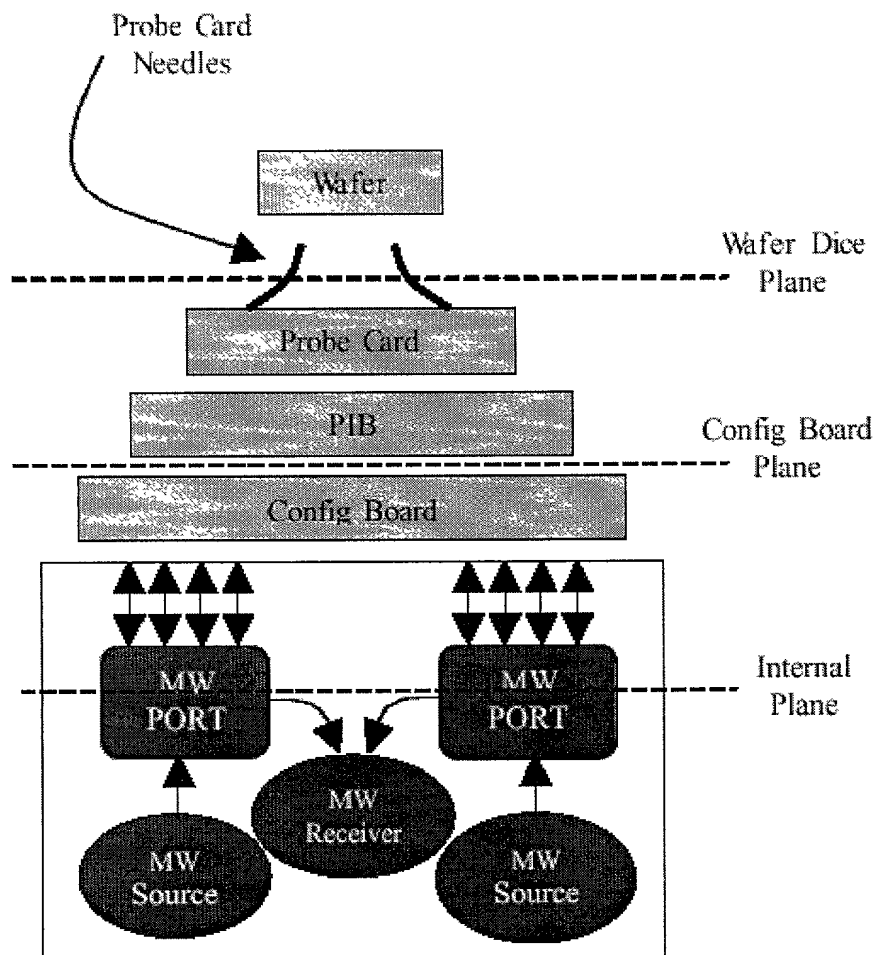 Probe Card
Needles
Wafer
Wafer Dice
Plane
Probe Card
PIB
Config Board
Plane
Config Board
MW
PORT
MW
PORT
Internal
Plane
MW
Receiver
MW
Source
MW
Source